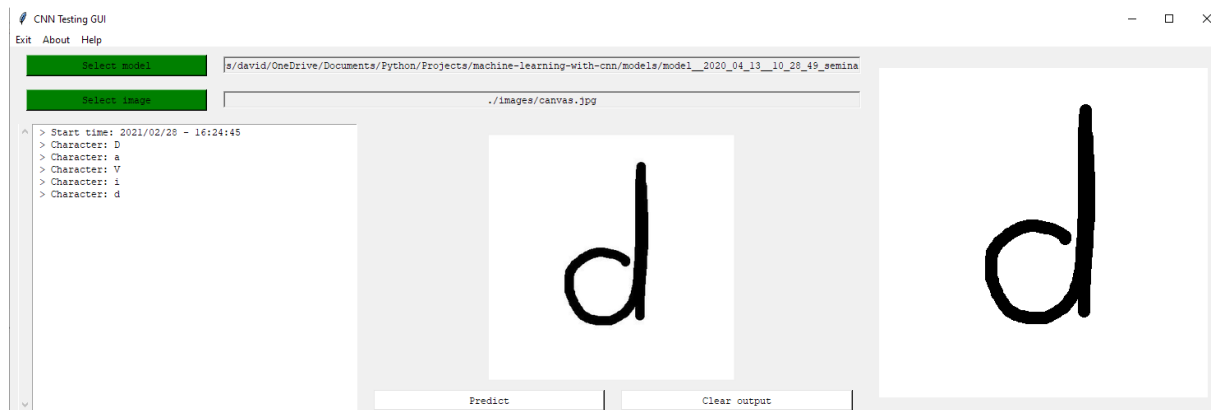 CNN Testing GUI
Exit About Help
Select model s/david/OneDrive/Documents/Python/Projects/machine-learning-with-cnn/models/model__2020_04_13__10_28_49_semina
Select image ./images/canvas.jpg
> Start time: 2021/02/28 - 16:24:45
> Character: D
> Character: a
> Character: V
> Character: i
> Character: d
d
d
Predict Clear output